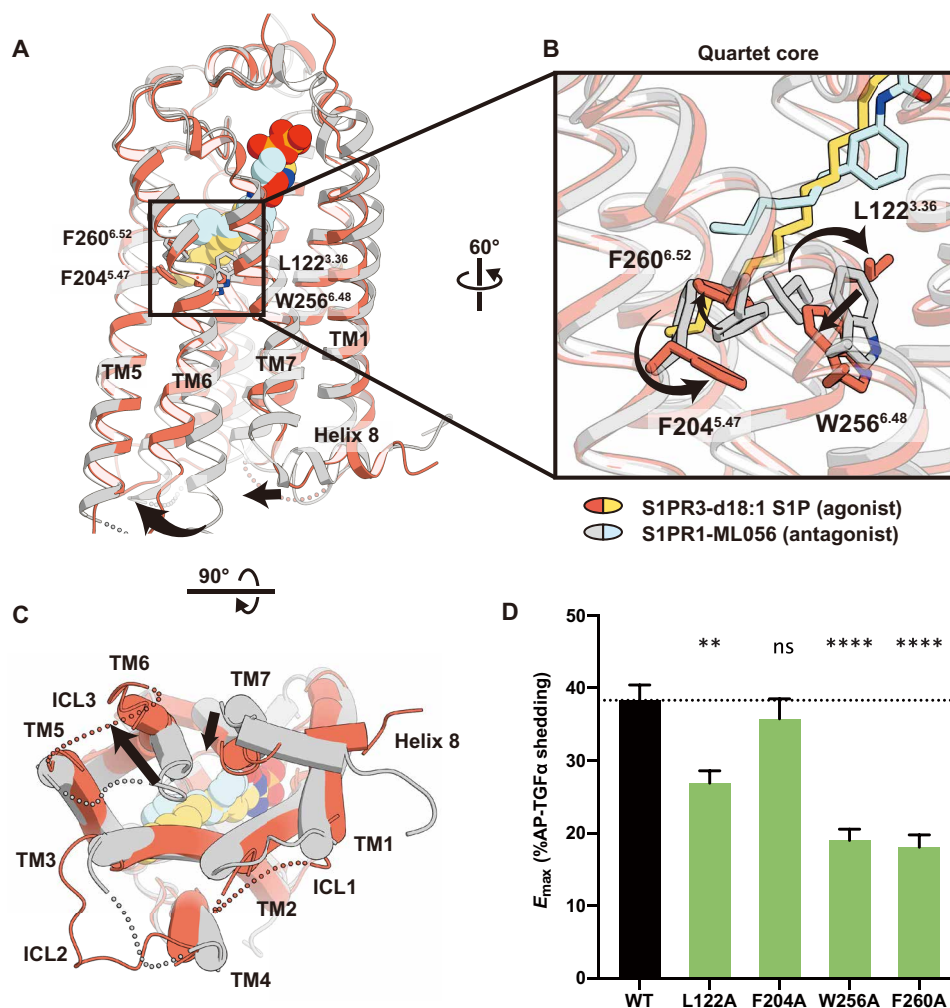 A
F260^6.52
F204^5.47
L122^3.36
W256^6.48
TM5
TM6
TM7
TM1
Helix 8
60°
B
Quartet core
F260^6.52
L122^3.36
F204^5.47
W256^6.48
S1PR3-d18:1 S1P (agonist)
S1PR1-ML056 (antagonist)
90°
C
TM6
TM7
ICL3
TM5
Helix 8
TM3
TM1
ICL1
TM2
ICL2
TM4
D
Emax (%AP-TGFα shedding)
50
40
30
20
10
0
** ns **** ****
WT L122A F204A W256A F260A